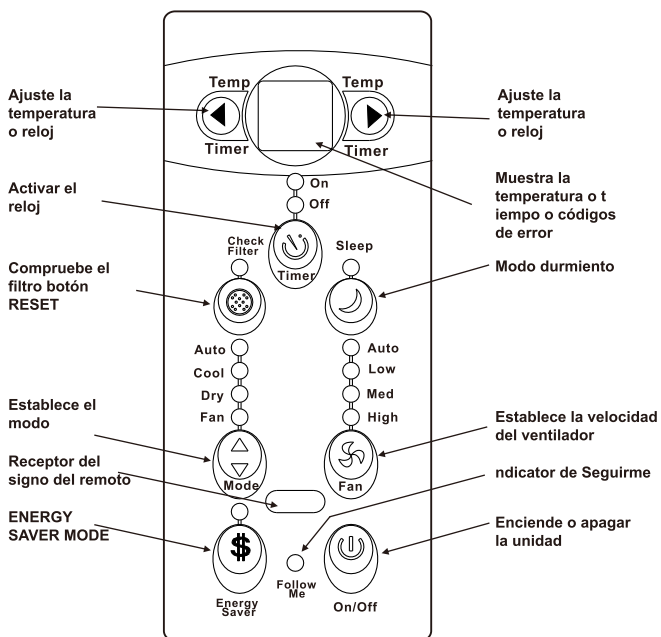 Temp
Temp
Timer
Timer
Ajuste la
temperatura
o reloj
Ajuste la
temperatura
o reloj
Activar el
reloj
On
Off
Muestra la
temperatura o t
iempo o códigos
de error
Check
Filter
Timer
Sleep
Compruebe el
filtro botón
RESET
Modo durmiento
Auto
Cool
Dry
Fan
Auto
Low
Med
High
Establece el
modo
Mode
Fan
Establece la velocidad
del ventilador
Receptor del
signo del remoto
ndicator de Seguirme
ENERGY
SAVER MODE
$
Energy
Saver
Follow
Me
On/Off
Enciende o apagar
la unidad